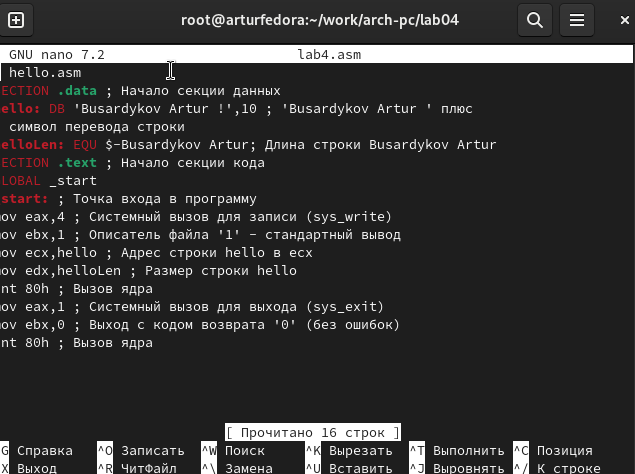 root@arturfedora:~/work/arch-pc/lab04
GNU nano 7.2 lab4.asm
hello.asm
ECTION .data ; Начало секции данных
ello: DB 'Busardykov Artur !',10 ; 'Busardykov Artur ' плюс
символ перевода строки
elloLen: EQU $-Busardykov Artur; Длина строки Busardykov Artur
ECTION .text ; Начало секции кода
LOBAL _start
start: ; Точка входа в программу
ov eax,4 ; Системный вызов для записи (sys_write)
ov ebx,1 ; Описатель файла '1' - стандартный вывод
ov ecx,hello ; Адрес строки hello в ecx
ov edx,helloLen ; Размер строки hello
nt 80h ; Вызов ядра
ov eax,1 ; Системный вызов для выхода (sys_exit)
ov ebx,0 ; Выход с кодом возврата '0' (без ошибок)
nt 80h ; Вызов ядра
[ Прочитано 16 строк ]
G Справка ^O Записать ^W Поиск ^K Вырезать ^T Выполнить ^C Позиция
X Выход ^R ЧитФайл ^\ Замена ^U Вставить ^J Выровнять ^/ К строке